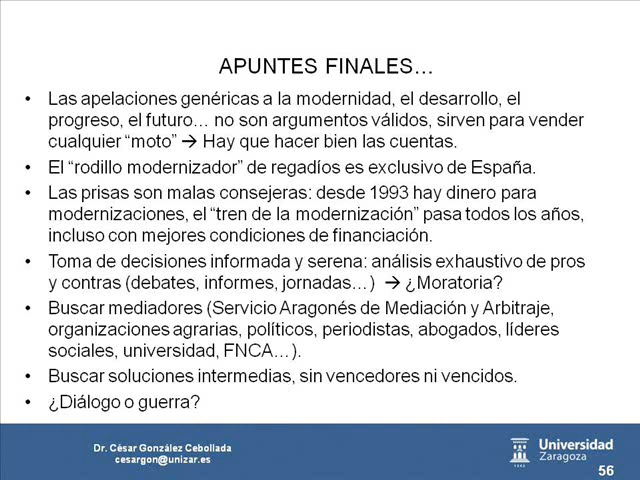 APUNTES FINALES…
• Las apelaciones genéricas a la modernidad, el desarrollo, el
progreso, el futuro… no son argumentos válidos, sirven para vender
cualquier “moto” → Hay que hacer bien las cuentas.
• El “rodillo modernizador” de regadíos es exclusivo de España.
• Las prisas son malas consejeras: desde 1993 hay dinero para
modernizaciones, el “tren de la modernización” pasa todos los años,
incluso con mejores condiciones de financiación.
• Toma de decisiones informada y serena: análisis exhaustivo de pros
y contras (debates, informes, jornadas…) → ¿Moratoria?
• Buscar mediadores (Servicio Aragonés de Mediación y Arbitraje,
organizaciones agrarias, políticos, periodistas, abogados, líderes
sociales, universidad, FNCA…).
• Buscar soluciones intermedias, sin vencedores ni vencidos.
• ¿Diálogo o guerra?
Dr. César González Cebollada
cesargon@unizar.es
Universidad
Zaragoza
1542
56